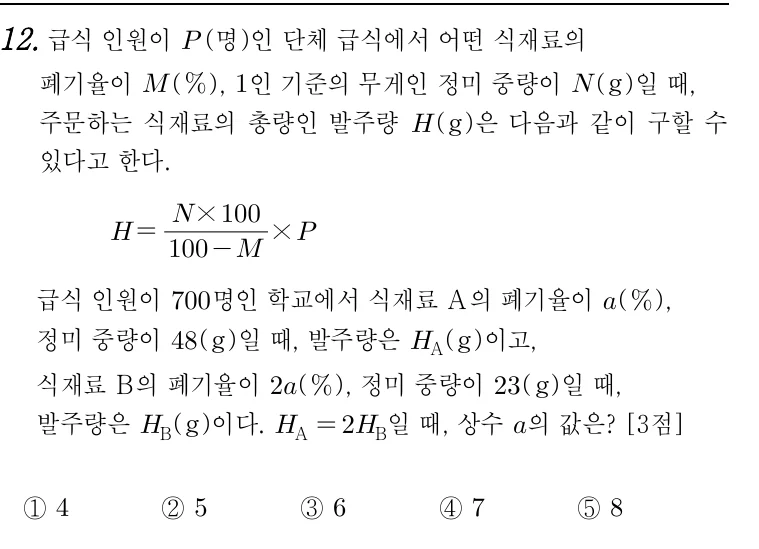 12. 급식 인원이 P(명)인 단체 급식에서 어떤 식재료의
폐기율이 M(%), 1인 기준의 무게인 정미 중량이 N(g)일 때,
주문하는 식재료의 총량인 발주량 H(g)은 다음과 같이 구할 수
있다고 한다.
H = \frac{N×100}{100-M} × P
급식 인원이 700명인 학교에서 식재료 A의 폐기율이 a(%),
정미 중량이 48(g)일 때, 발주량은 H_A(g)이고,
식재료 B의 폐기율이 2a(%), 정미 중량이 23(g)일 때,
발주량은 H_B(g)이다. H_A = 2H_B일 때, 상수 a의 값은? [3점]
① 4 ② 5 ③ 6 ④ 7 ⑤ 8